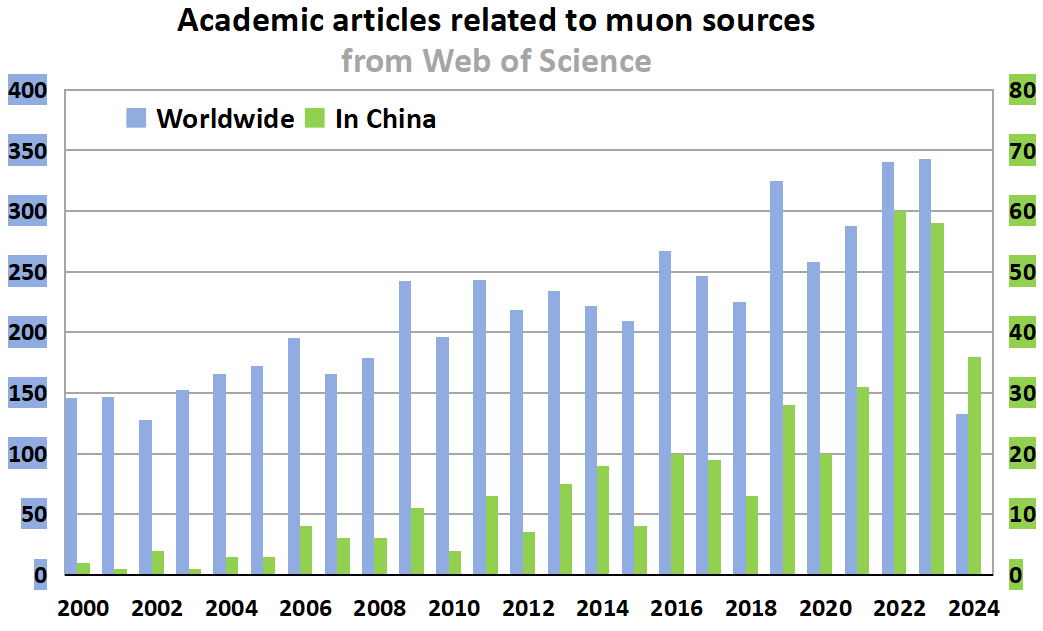 Academic articles related to muon sources
from Web of Science
Worldwide In China
400 80
350 70
300 60
250 50
200 40
150 30
100 20
50 10
0 0
2000 2002 2004 2006 2008 2010 2012 2014 2016 2018 2020 2022 2024